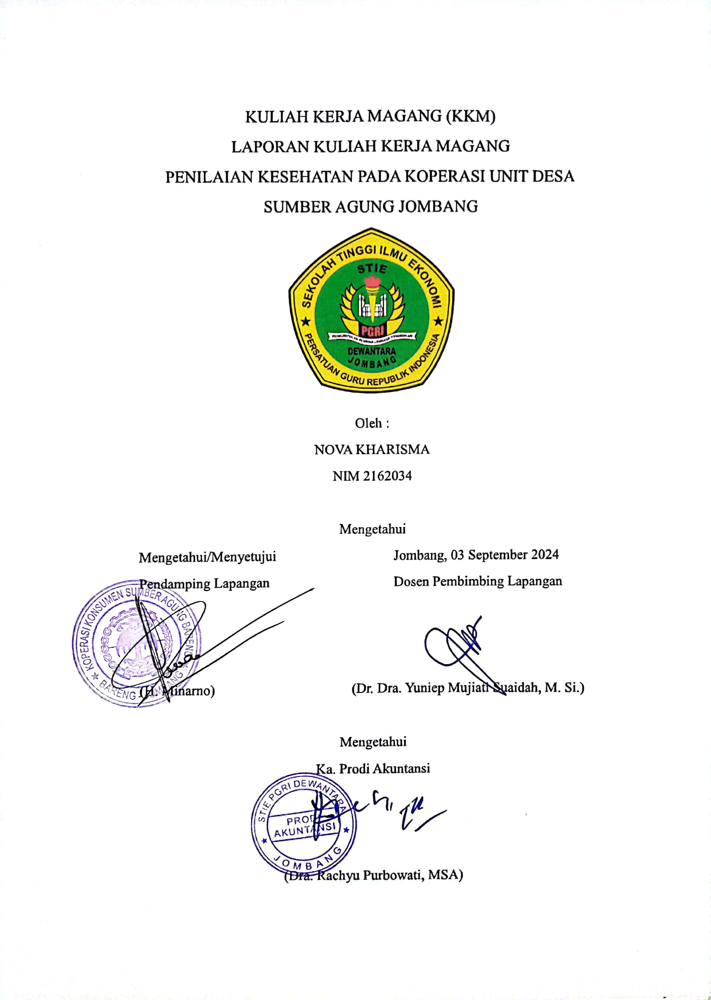 KULIAH KERJA MAGANG (KKM)
LAPORAN KULIAH KERJA MAGANG
PENILAIAN KESEHATAN PADA KOPERASI UNIT DESA
SUMBER AGUNG JOMBANG
SEKOLAH TINGGI ILMU EKONOMI
STIE
PGRI
DEWANTARA
JOMBANG
PERSATUAN GURU REPUBLIK INDONESIA
Oleh :
NOVA KHARISMA
NIM 2162034
Mengetahui
Mengetahui/Menyetujui
Jombang, 03 September 2024
Pendamping Lapangan
Dosen Pembimbing Lapangan
KOPERASI KONSUMEN SUMBER AGUNG BARENG
BARENG - JOMBANG
(H. Minarno)
(Dr. Dra. Yuniep Mujiati Suaidah, M. Si.)
Mengetahui
Ka. Prodi Akuntansi
STIE PGRI DEWANTARA
PRODI
AKUNTANSI
JOMBANG
(Dra. Rachyu Purbowati, MSA)